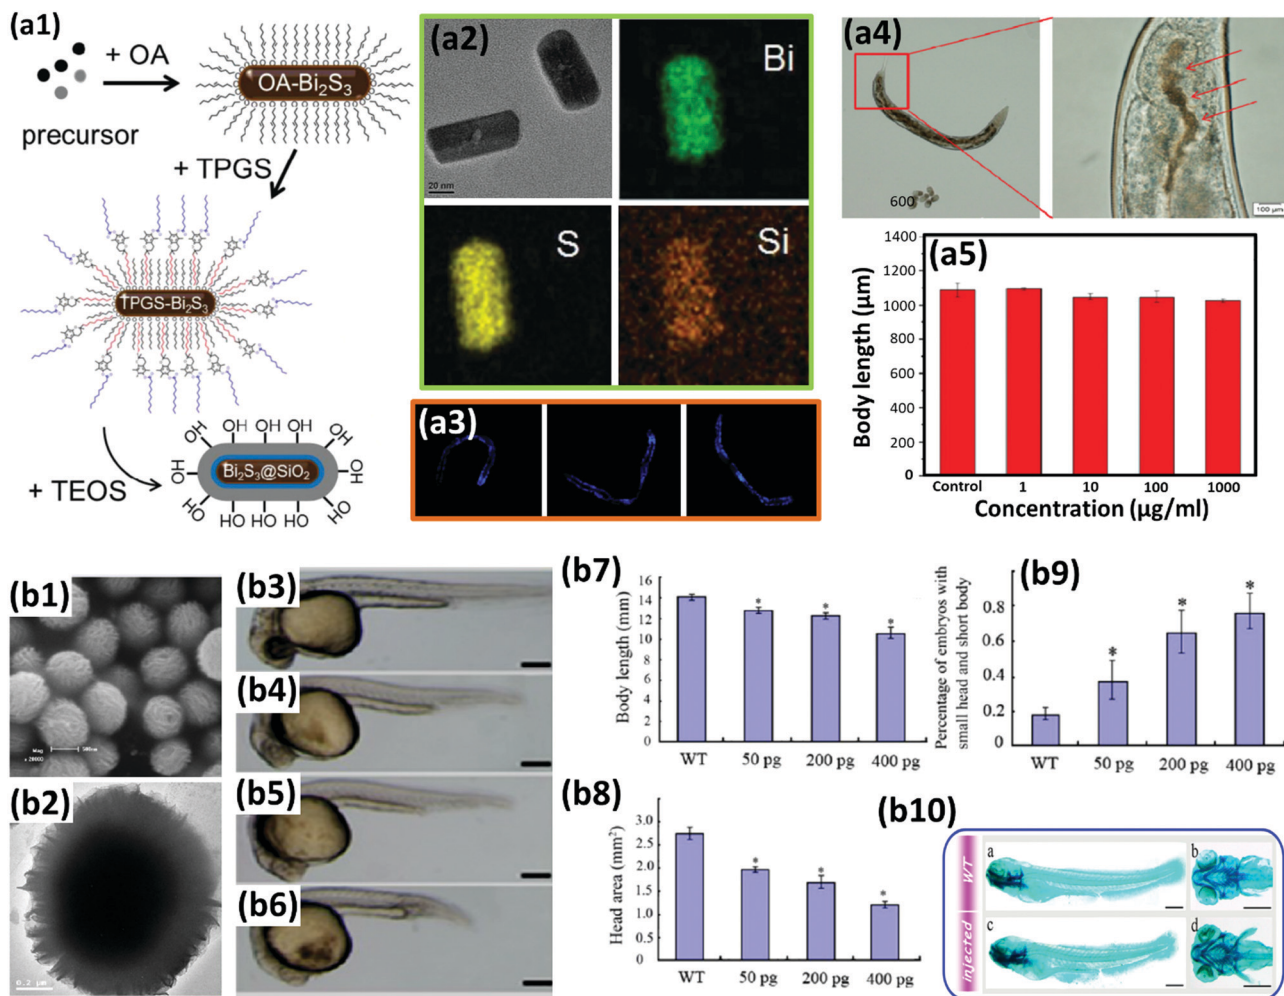 (a1)
+ OA
OA-Bi₂S₃
precursor
+ TPGS
TPGS-Bi₂S₃
OH
OH
OH
OH
OH
OH
OH
OH
Bi₂S₃@SiO₂
HO
HO
HO
HO
OH
+ TEOS
(a2)
20 nm
Bi
S
Si
(a3)
(a4)
600
100 µm
(a5)
Body length (µm)
1400
1200
1000
800
600
400
200
0
Control
1
10
100
1000
Concentration (µg/ml)
(b1)
Mag
x 20000
500nm
(b2)
0.2 µm
(b3)
(b4)
(b5)
(b6)
(b7)
Body length (mm)
16
14
12
10
8
6
4
2
0
*
*
*
WT
50 pg
200 pg
400 pg
(b8)
Head area (mm²)
3.0
2.5
2.0
1.5
1.0
0.5
0
*
*
*
WT
50 pg
200 pg
400 pg
(b9)
Percentage of embryos with
small head and short body
0.8
0.6
0.4
0.2
0
*
*
*
WT
50 pg
200 pg
400 pg
(b10)
WT
injected
a
b
c
d